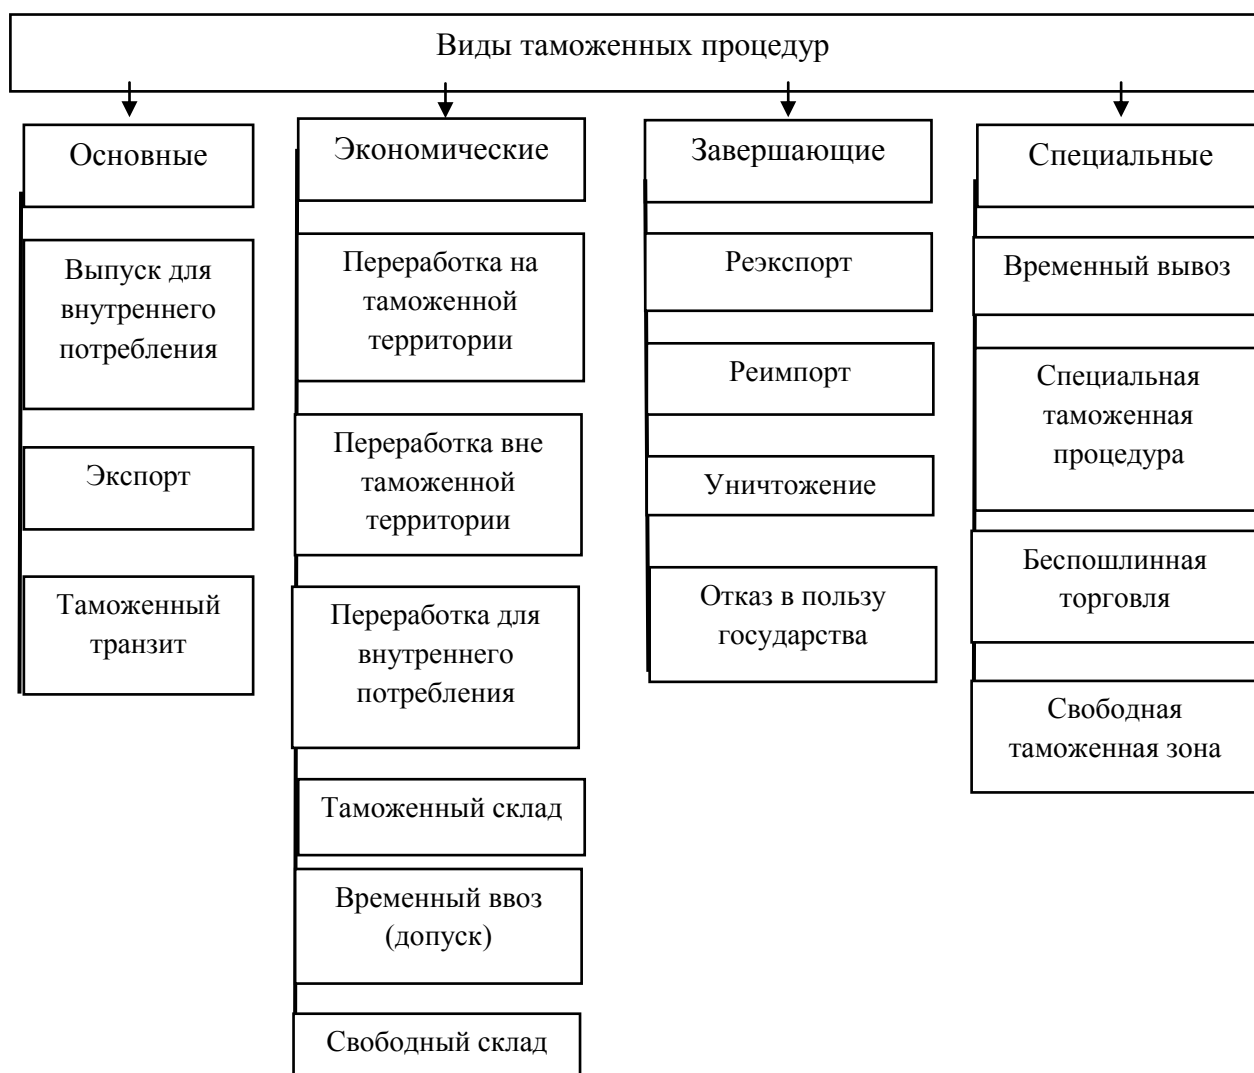 Виды таможенных процедур
Основные
Выпуск для
внутреннего
потребления
Экспорт
Таможенный
транзит
Экономические
Переработка на
таможенной
территории
Переработка вне
таможенной
территории
Переработка для
внутреннего
потребления
Таможенный склад
Временный ввоз
(допуск)
Свободный склад
Завершающие
Реэкспорт
Реимпорт
Уничтожение
Отказ в пользу
государства
Специальные
Временный вывоз
Специальная
таможенная
процедура
Беспошлинная
торговля
Свободная
таможенная зона